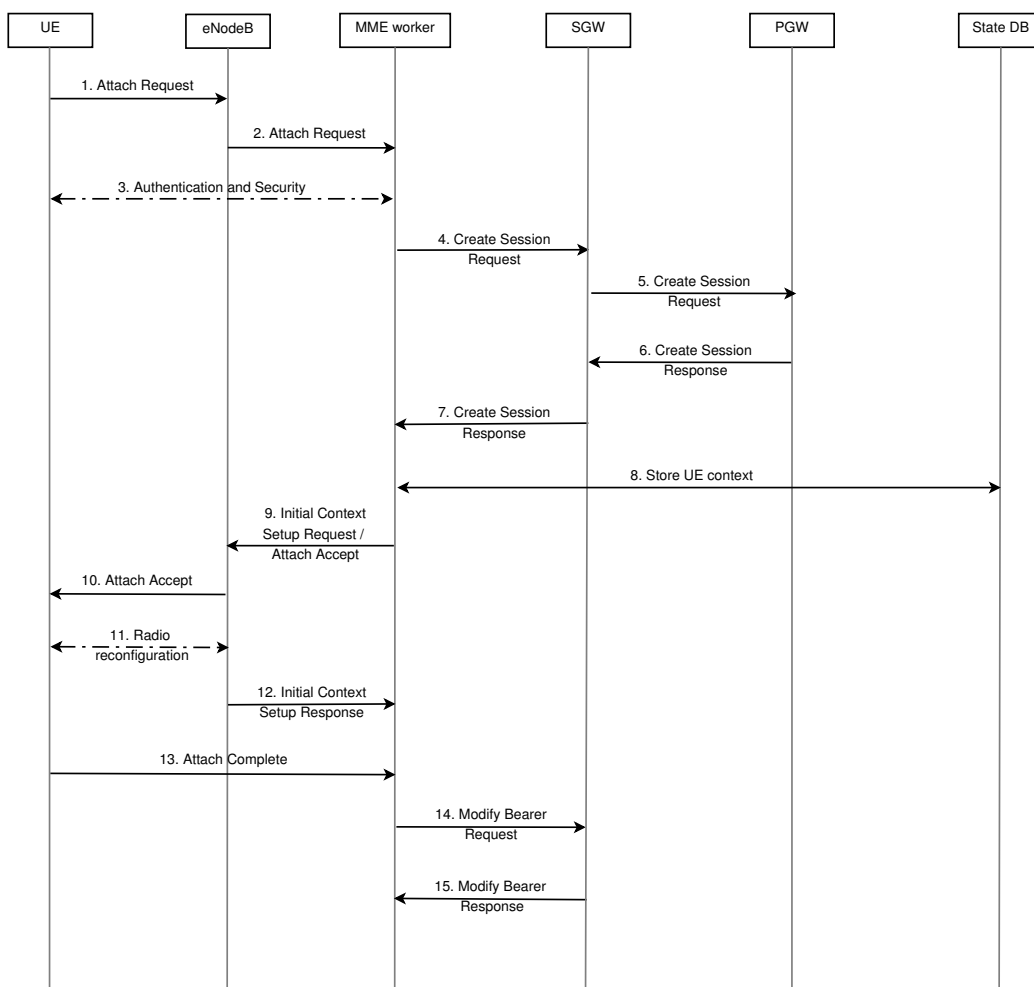 UE
eNodeB
MME worker
SGW
PGW
State DB
1. Attach Request
2. Attach Request
3. Authentication and Security
4. Create Session
Request
5. Create Session
Request
6. Create Session
Response
7. Create Session
Response
8. Store UE context
9. Initial Context
Setup Request /
Attach Accept
10. Attach Accept
11. Radio
reconfiguration
12. Initial Context
Setup Response
13. Attach Complete
14. Modify Bearer
Request
15. Modify Bearer
Response